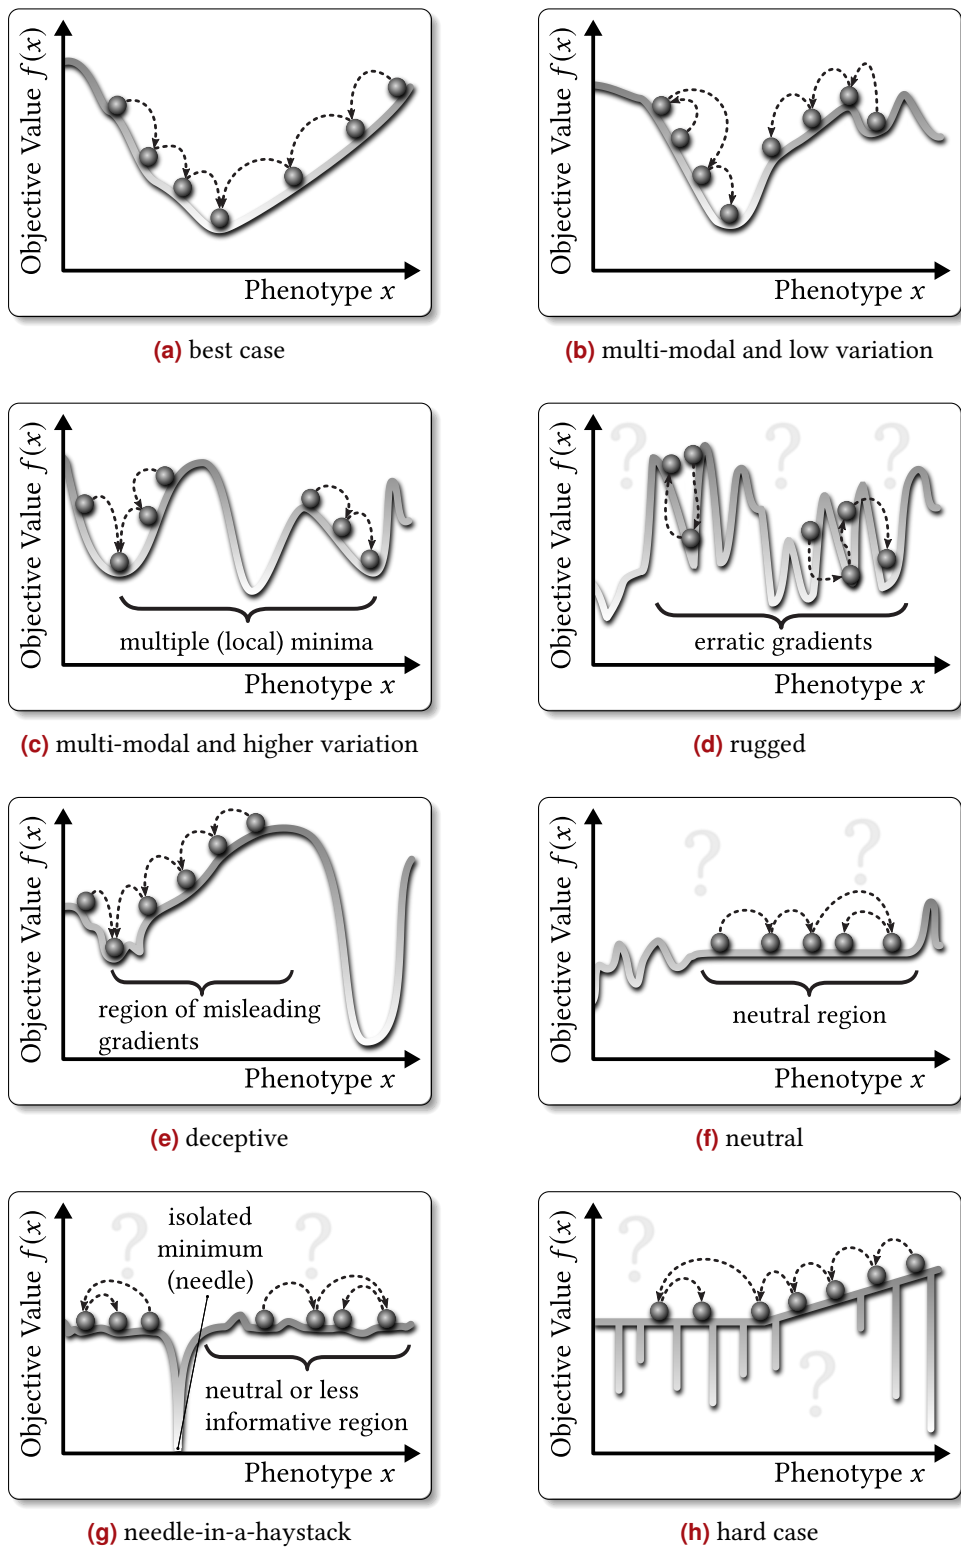 Objective Value f(x)
Phenotype x
(a) best case
Objective Value f(x)
Phenotype x
(b) multi-modal and low variation
Objective Value f(x)
multiple (local) minima
Phenotype x
(c) multi-modal and higher variation
Objective Value f(x)
? ? ?
erratic gradients
Phenotype x
(d) rugged
Objective Value f(x)
region of misleading
gradients
Phenotype x
(e) deceptive
Objective Value f(x)
? ?
neutral region
Phenotype x
(f) neutral
Objective Value f(x)
? ?
isolated
minimum
(needle)
neutral or less
informative region
Phenotype x
(g) needle-in-a-haystack
Objective Value f(x)
?
?
Phenotype x
(h) hard case